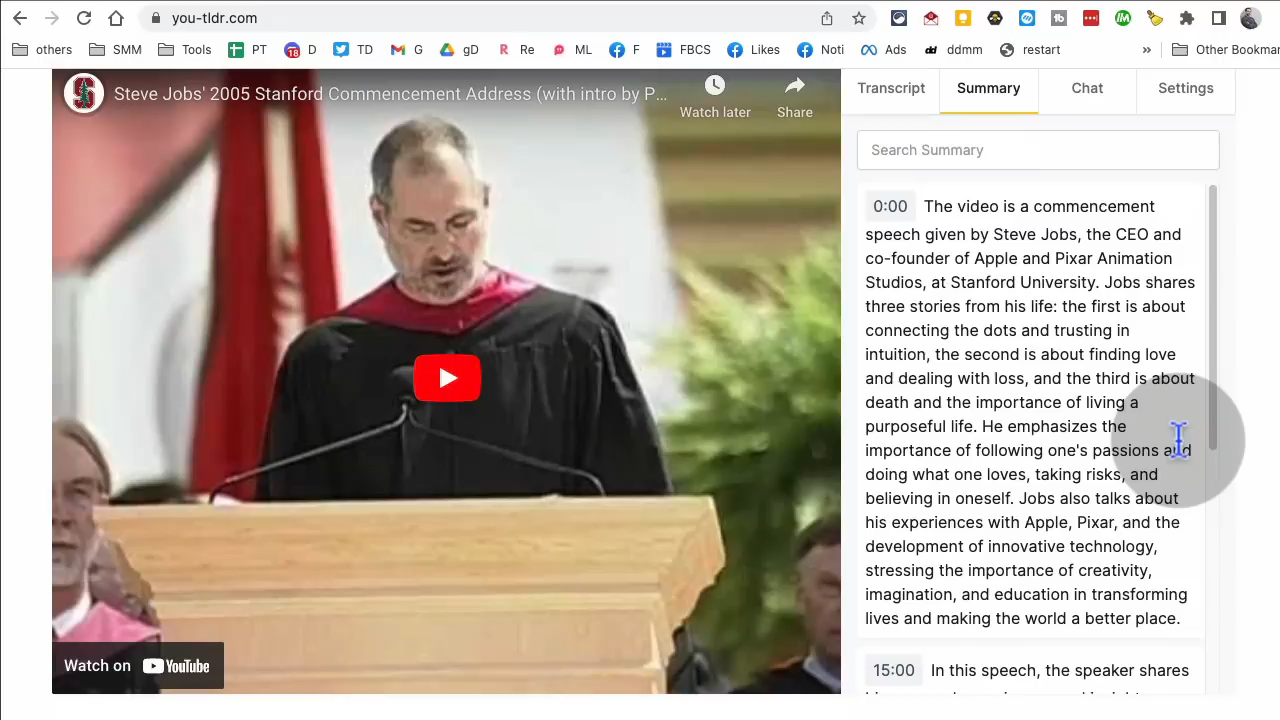 you-tldr.com
others
SMM
Tools
PT
18
D
TD
G
gD
R
Re
ML
F
FBCS
Likes
Noti
Ads
dd
ddmm
restart
»
Other Bookmar
Steve Jobs' 2005 Stanford Commencement Address (with intro by P...
Watch later
Share
Watch on YouTube
Transcript
Summary
Chat
Settings
Search Summary
0:00 The video is a commencement
speech given by Steve Jobs, the CEO and
co-founder of Apple and Pixar Animation
Studios, at Stanford University. Jobs shares
three stories from his life: the first is about
connecting the dots and trusting in
intuition, the second is about finding love
and dealing with loss, and the third is about
death and the importance of living a
purposeful life. He emphasizes the
importance of following one's passions and
doing what one loves, taking risks, and
believing in oneself. Jobs also talks about
his experiences with Apple, Pixar, and the
development of innovative technology,
stressing the importance of creativity,
imagination, and education in transforming
lives and making the world a better place.
15:00 In this speech, the speaker shares